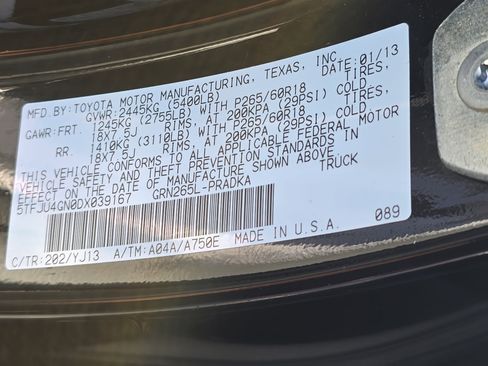 MFD.BY: TOYOTA MOTOR MANUFACTURING, TEXAS, INC. DATE: 01/13
GVWR: 2445KG (5400LB)
GAWR: FRT. 1245KG (2755LB) WITH P265/60R18 TIRES,
18X7.5J RIMS, AT 200KPA (29PSI) COLD
RR. 1410KG (3110LB) WITH P265/60R18 TIRES,
18X7.5J RIMS, AT 200KPA (29PSI) COLD
THIS VEHICLE CONFORMS TO ALL APPLICABLE FEDERAL MOTOR
VEHICLE SAFETY AND THEFT PREVENTION STANDARDS IN
EFFECT ON THE DATE OF MANUFACTURE SHOWN ABOVE.
5TFJU4GN0DX039167 GRN265L-PRADKA TRUCK
C/TR: 202/YJ13 A/TM: A04A/A750E MADE IN U.S.A. 089